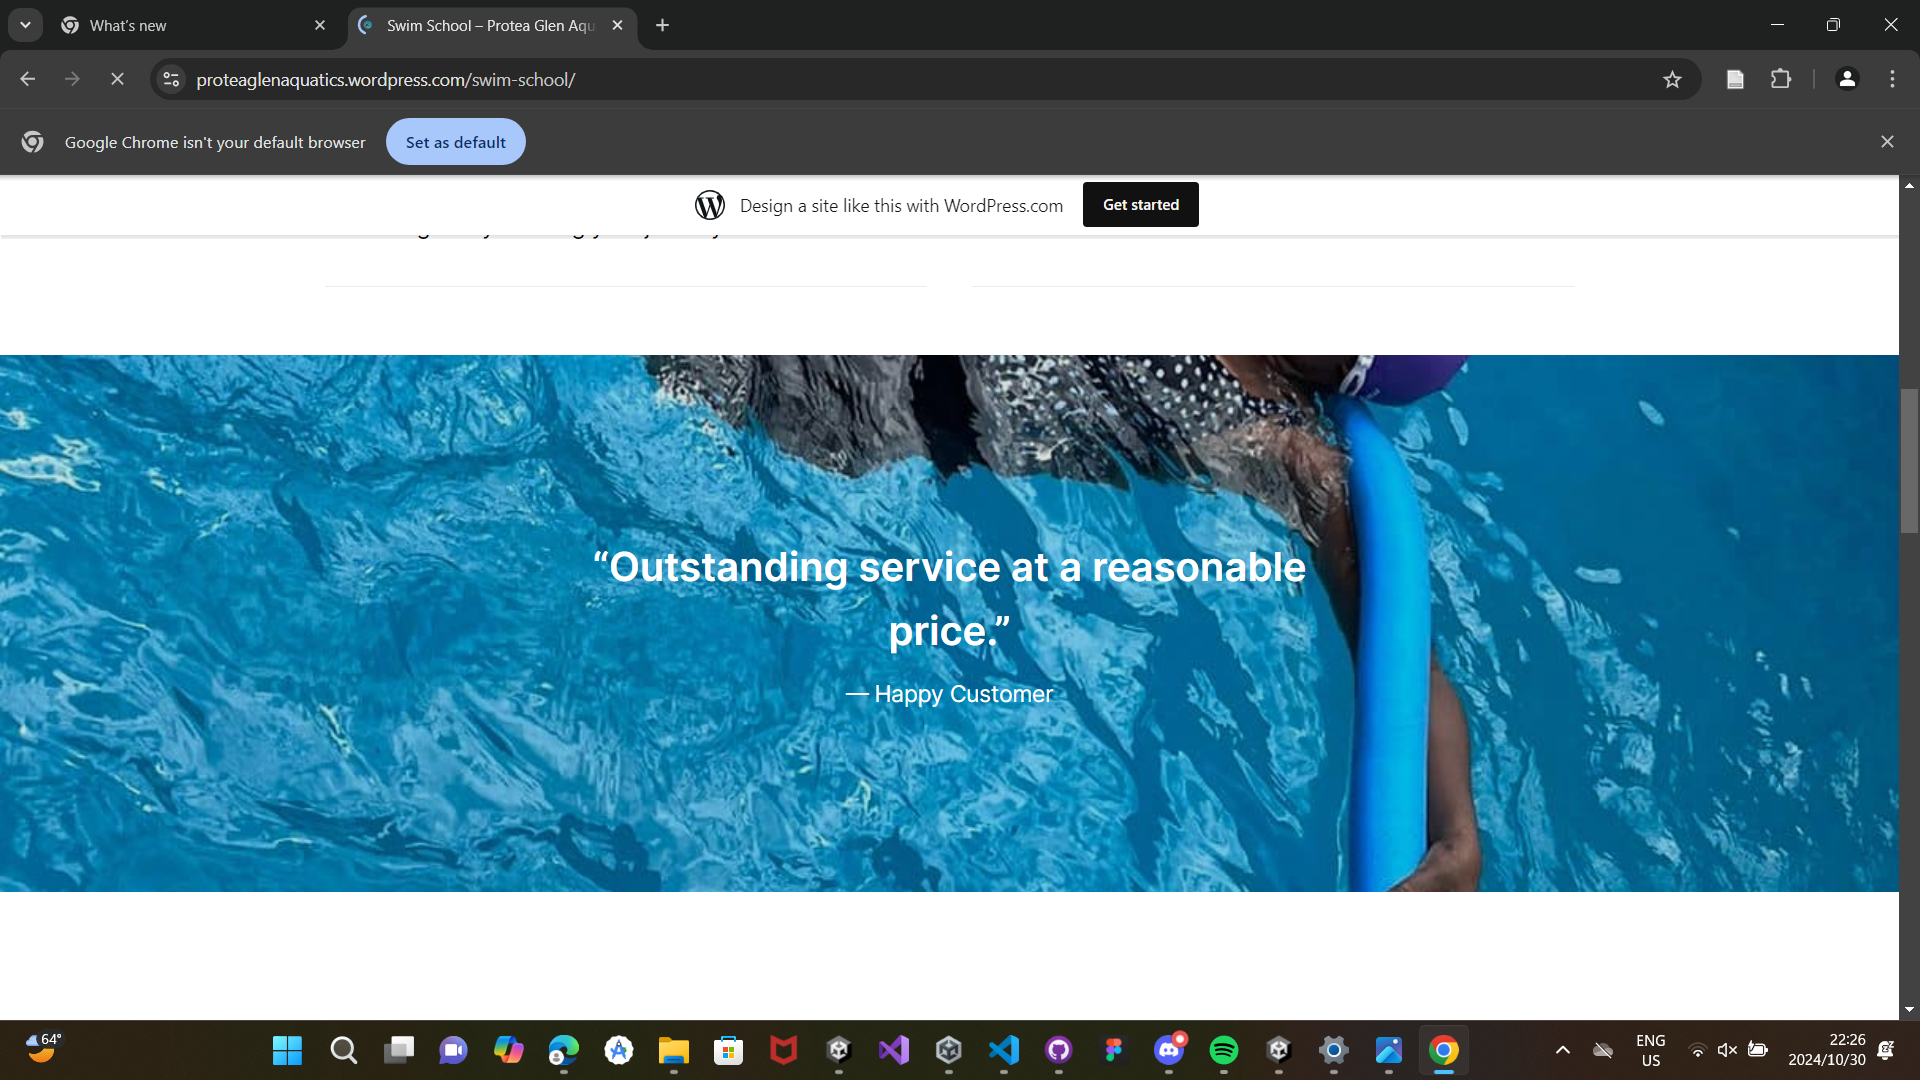 What's new
Swim School – Protea Glen Aqu
proteaglenaquatics.wordpress.com/swim-school/
Google Chrome isn't your default browser
Set as default
Design a site like this with WordPress.com
Get started
“Outstanding service at a reasonable
price.”
— Happy Customer
64°
ENG
US
22:26
2024/10/30